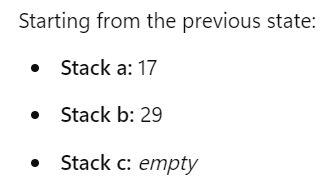 Starting from the previous state:
• Stack a: 17
• Stack b: 29
• Stack c: empty